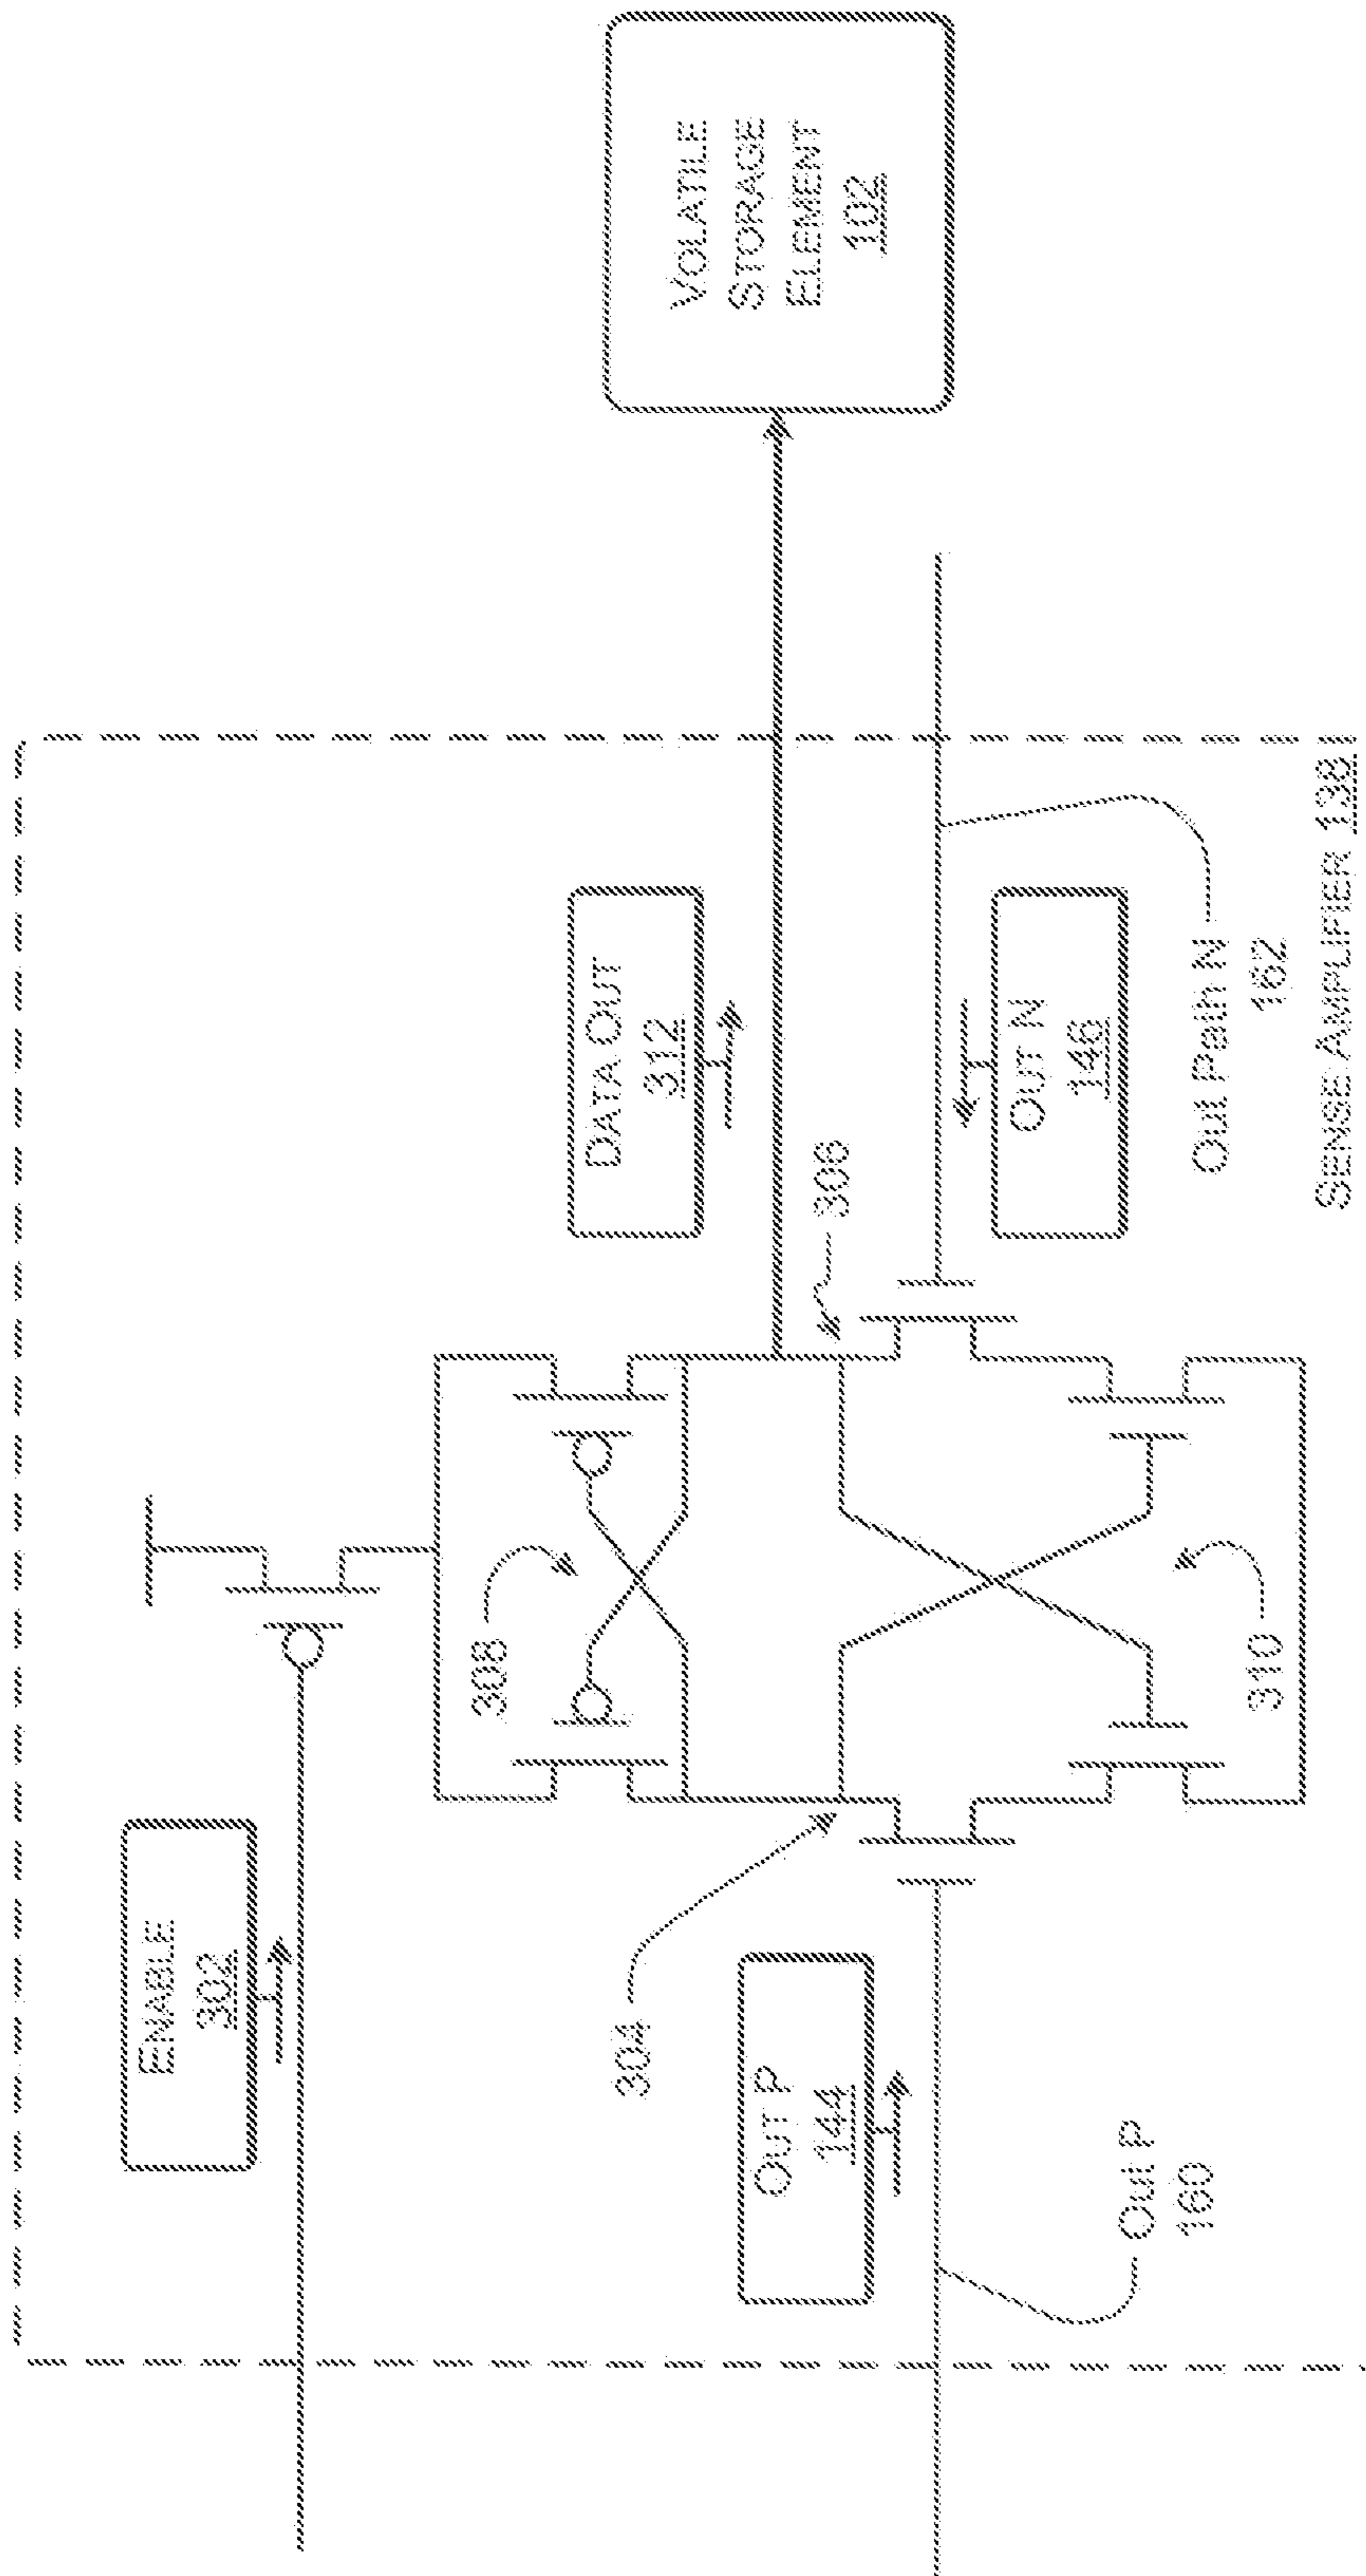 ENABLE
302
308
304
OUT P
144
Out P
160
310
DATA OUT
312
306
OUT N
146
Out Path N
162
SENSE AMPLIFIER 138
VOLATILE
STORAGE
ELEMENT
102